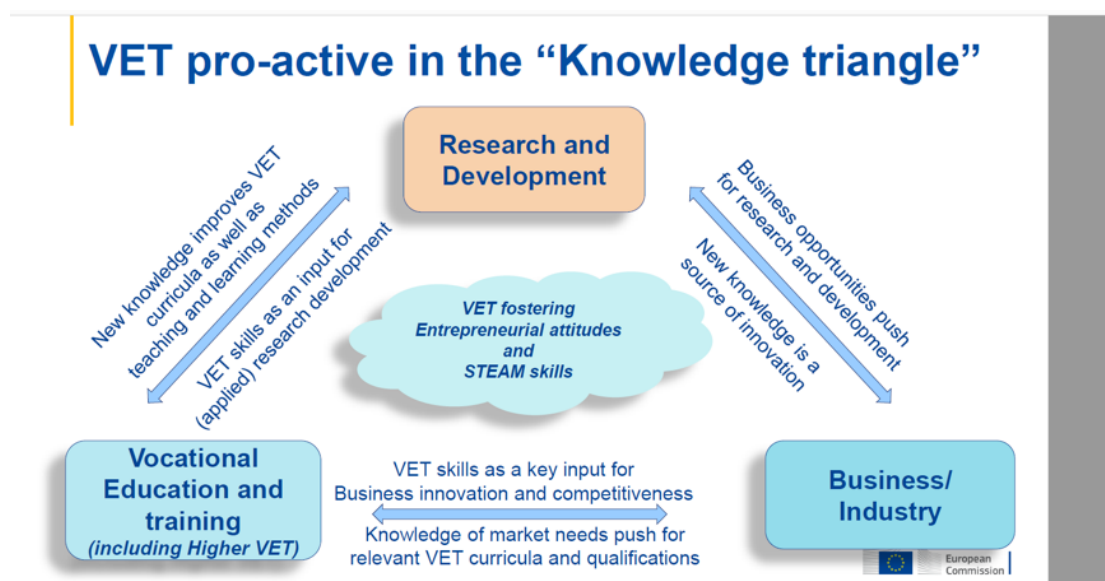 VET pro-active in the “Knowledge triangle”
Research and
Development
New knowledge improves VET
curricula as well as
teaching and learning methods
VET skills as an input for
(applied) research development
Business opportunities push
for research and development
New knowledge is a
source of innovation
VET fostering
Entrepreneurial attitudes
and
STEAM skills
Vocational
Education and
training
(including Higher VET)
VET skills as a key input for
Business innovation and competitiveness
Knowledge of market needs push for
relevant VET curricula and qualifications
Business/
Industry
European
Commission